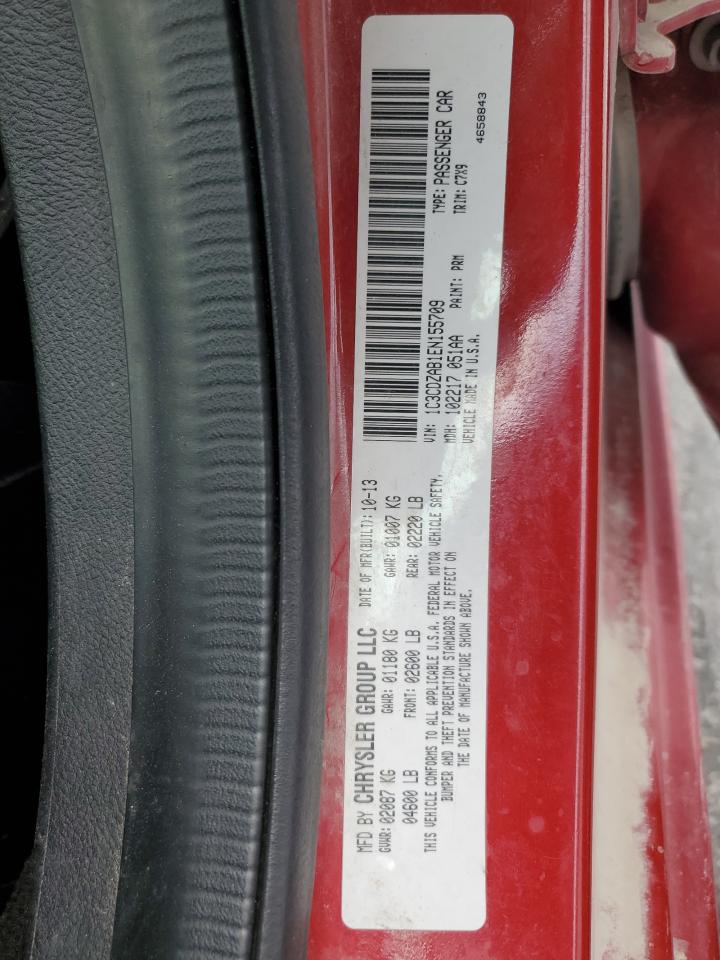 MFD BY CHRYSLER GROUP LLC DATE OF MFR(BUILT): 10-13
GVWR: 02087 KG GAWR: 01180 KG GAWR: 01007 KG
04600 LB FRONT: 02600 LB REAR: 02220 LB
THIS VEHICLE CONFORMS TO ALL APPLICABLE U.S.A. FEDERAL MOTOR VEHICLE SAFETY,
BUMPER AND THEFT PREVENTION STANDARDS IN EFFECT ON
THE DATE OF MANUFACTURE SHOWN ABOVE.
VIN: 1C3CDZAB1EN155709 TYPE: PASSENGER CAR
MDH: 102217 051AA PAINT: PRM TRIM: C7X9
VEHICLE MADE IN U.S.A. 4658843